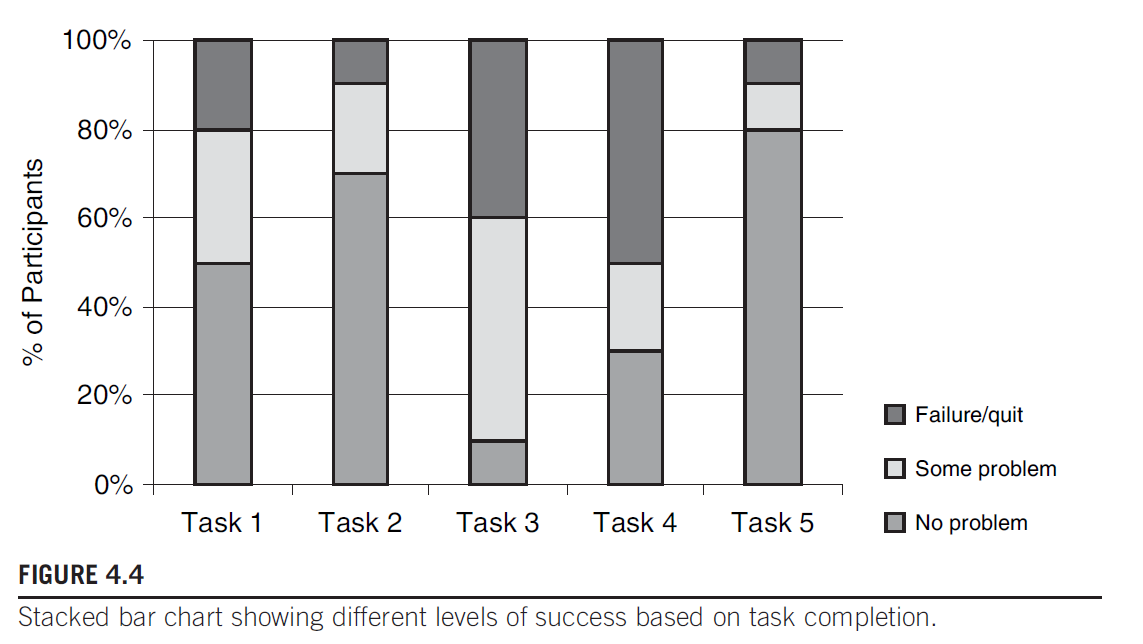 100%
80%
60%
40%
20%
0%
% of Participants
Task 1 Task 2 Task 3 Task 4 Task 5
Failure/quit
Some problem
No problem
FIGURE 4.4
Stacked bar chart showing different levels of success based on task completion.